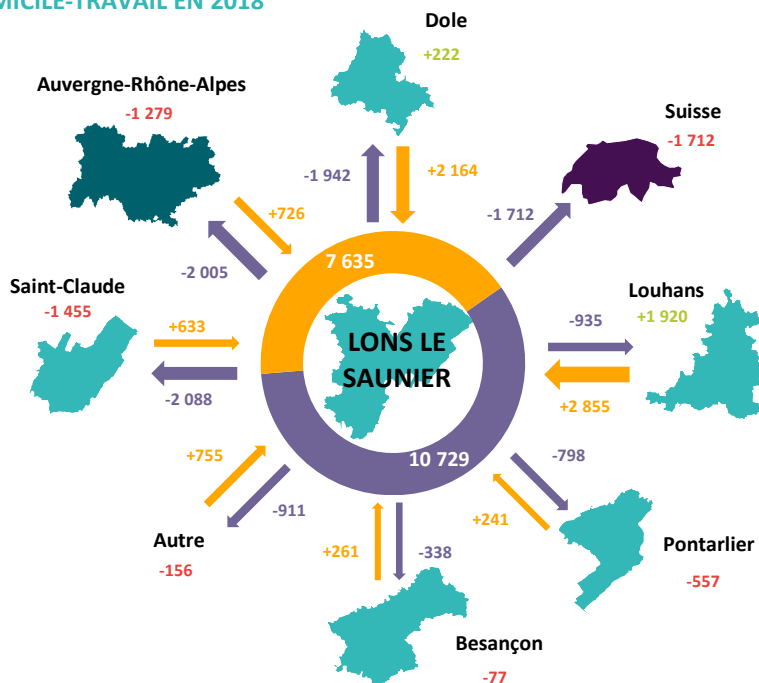 MICILE-TRAVAIL EN 2018
Dole
+222
Auvergne-Rhône-Alpes
-1 279
Suisse
-1 712
-1 942
+2 164
+726
-1 712
-2 005
7 635
Saint-Claude
-1 455
Louhans
+1 920
+633
-935
LONS LE
SAUNIER
-2 088
+2 855
+755
10 729
-798
-911
+241
Autre
-156
+261
-338
Pontarlier
-557
Besançon
-77